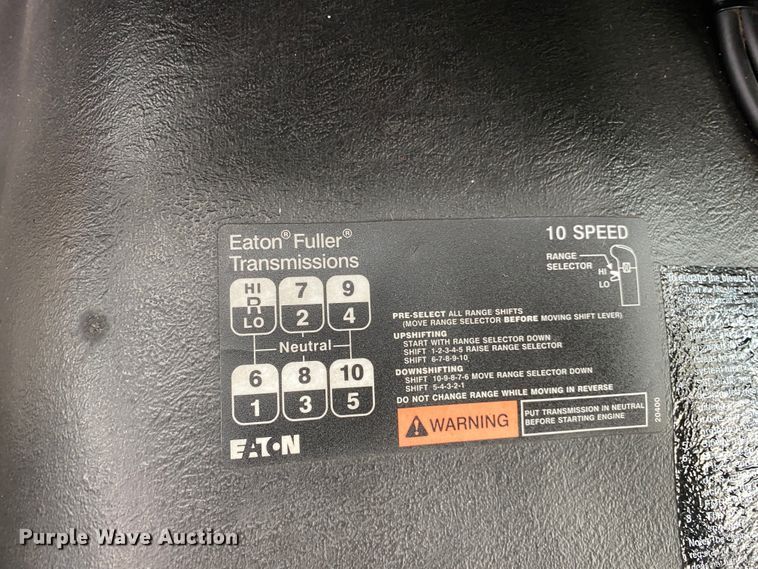 Eaton® Fuller®
Transmissions
10 SPEED
RANGE
SELECTOR
HI
LO
HI
R
LO
7
2
9
4
Neutral
6
1
8
3
10
5
EATON
PRE-SELECT ALL RANGE SHIFTS
(MOVE RANGE SELECTOR BEFORE MOVING SHIFT LEVER)
UPSHIFTING
START WITH RANGE SELECTOR DOWN
SHIFT 1-2-3-4-5 RAISE RANGE SELECTOR
SHIFT 6-7-8-9-10
DOWNSHIFTING
SHIFT 10-9-8-7-6 MOVE RANGE SELECTOR DOWN
SHIFT 5-4-3-2-1
DO NOT CHANGE RANGE WHILE MOVING IN REVERSE
WARNING
PUT TRANSMISSION IN NEUTRAL
BEFORE STARTING ENGINE
20400
Purple Wave Auction